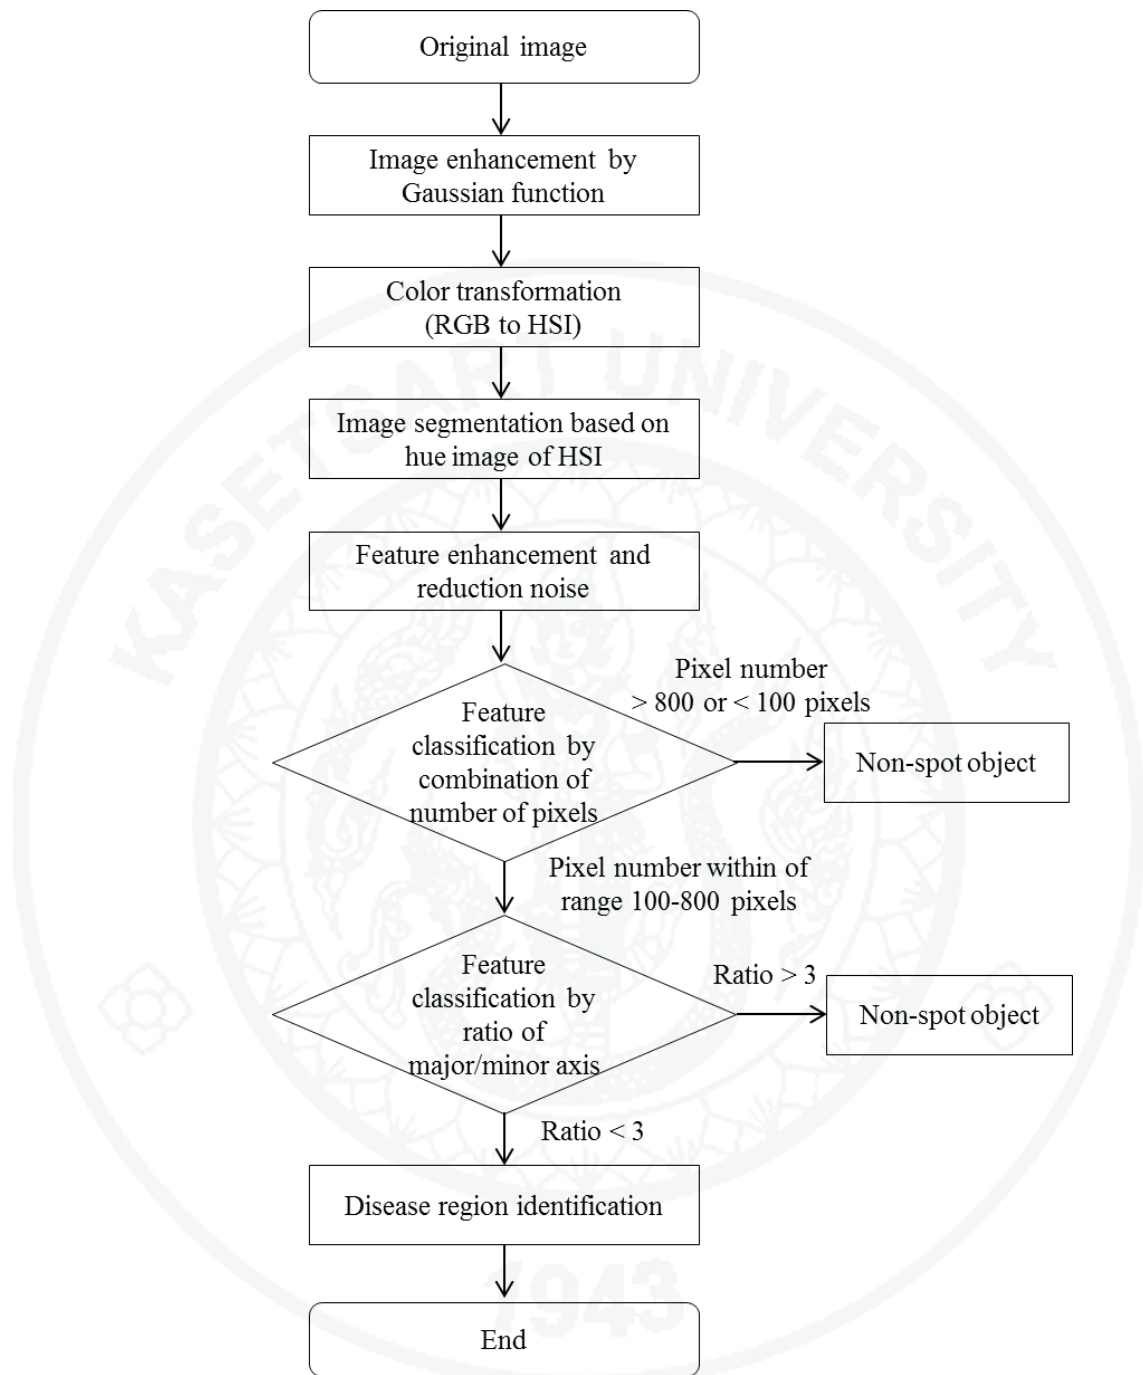 Original image
Image enhancement by
Gaussian function
Color transformation
(RGB to HSI)
Image segmentation based on
hue image of HSI
Feature enhancement and
reduction noise
Feature
classification by
combination of
number of pixels
Pixel number
> 800 or < 100 pixels
Non-spot object
Pixel number within of
range 100-800 pixels
Feature
classification by
ratio of
major/minor axis
Ratio > 3
Non-spot object
Ratio < 3
Disease region identification
End
KASETSART UNIVERSITY
1943